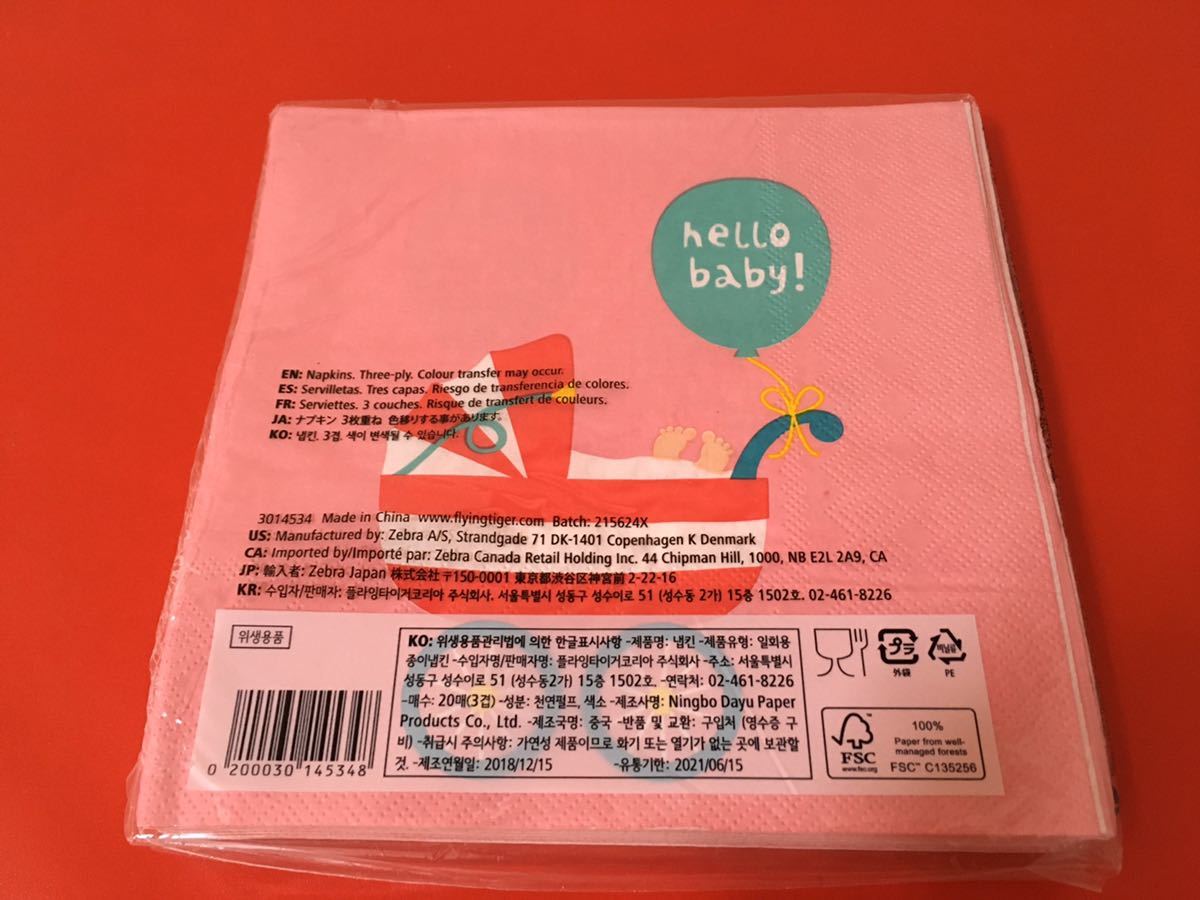 hello
baby!
EN: Napkins. Three-ply. Colour transfer may occur.
ES: Servilletas. Tres capas. Riesgo de transferencia de colores.
FR: Serviettes. 3 couches. Risque de transfert de couleurs.
JA: ナプキン 3枚重ね 色移りする事があります。
KO: 냅킨. 3겹. 색이 변색될 수 있습니다.
3014534 Made in China www.flyingtiger.com Batch: 215624X
US: Manufactured by: Zebra A/S, Strandgade 71 DK-1401 Copenhagen K Denmark
CA: Imported by/Importé par: Zebra Canada Retail Holding Inc. 44 Chipman Hill, 1000, NB E2L 2A9, CA
JP: 輸入者: Zebra Japan 株式会社 〒150-0001 東京都渋谷区神宮前 2-22-16
KR: 수입자/판매자: 플라잉타이거코리아 주식회사. 서울특별시 성동구 성수이로 51 (성수동 2가) 15층 1502호. 02-461-8226
위생용품
KO: 위생용품관리법에 의한 한글표시사항 -제품명: 냅킨 -제품유형: 일회용
종이냅킨 -수입자명/판매자명: 플라잉타이거코리아 주식회사 -주소: 서울특별시
성동구 성수이로 51 (성수동2가) 15층 1502호. -연락처: 02-461-8226
-매수: 20매(3겹) -성분: 천연펄프, 색소 -제조사명: Ningbo Dayu Paper
Products Co., Ltd. -제조국명: 중국 -반품 및 교환: 구입처 (영수증 구
비) -취급시 주의사항: 가연성 제품이므로 화기 또는 열기가 없는 곳에 보관할
것. -제조연월일: 2018/12/15 -유통기한: 2021/06/15
0 200030 145348
プラ
外袋
비닐류
PE
FSC
www.fsc.org
100%
Paper from well-
managed forests
FSC™ C135256